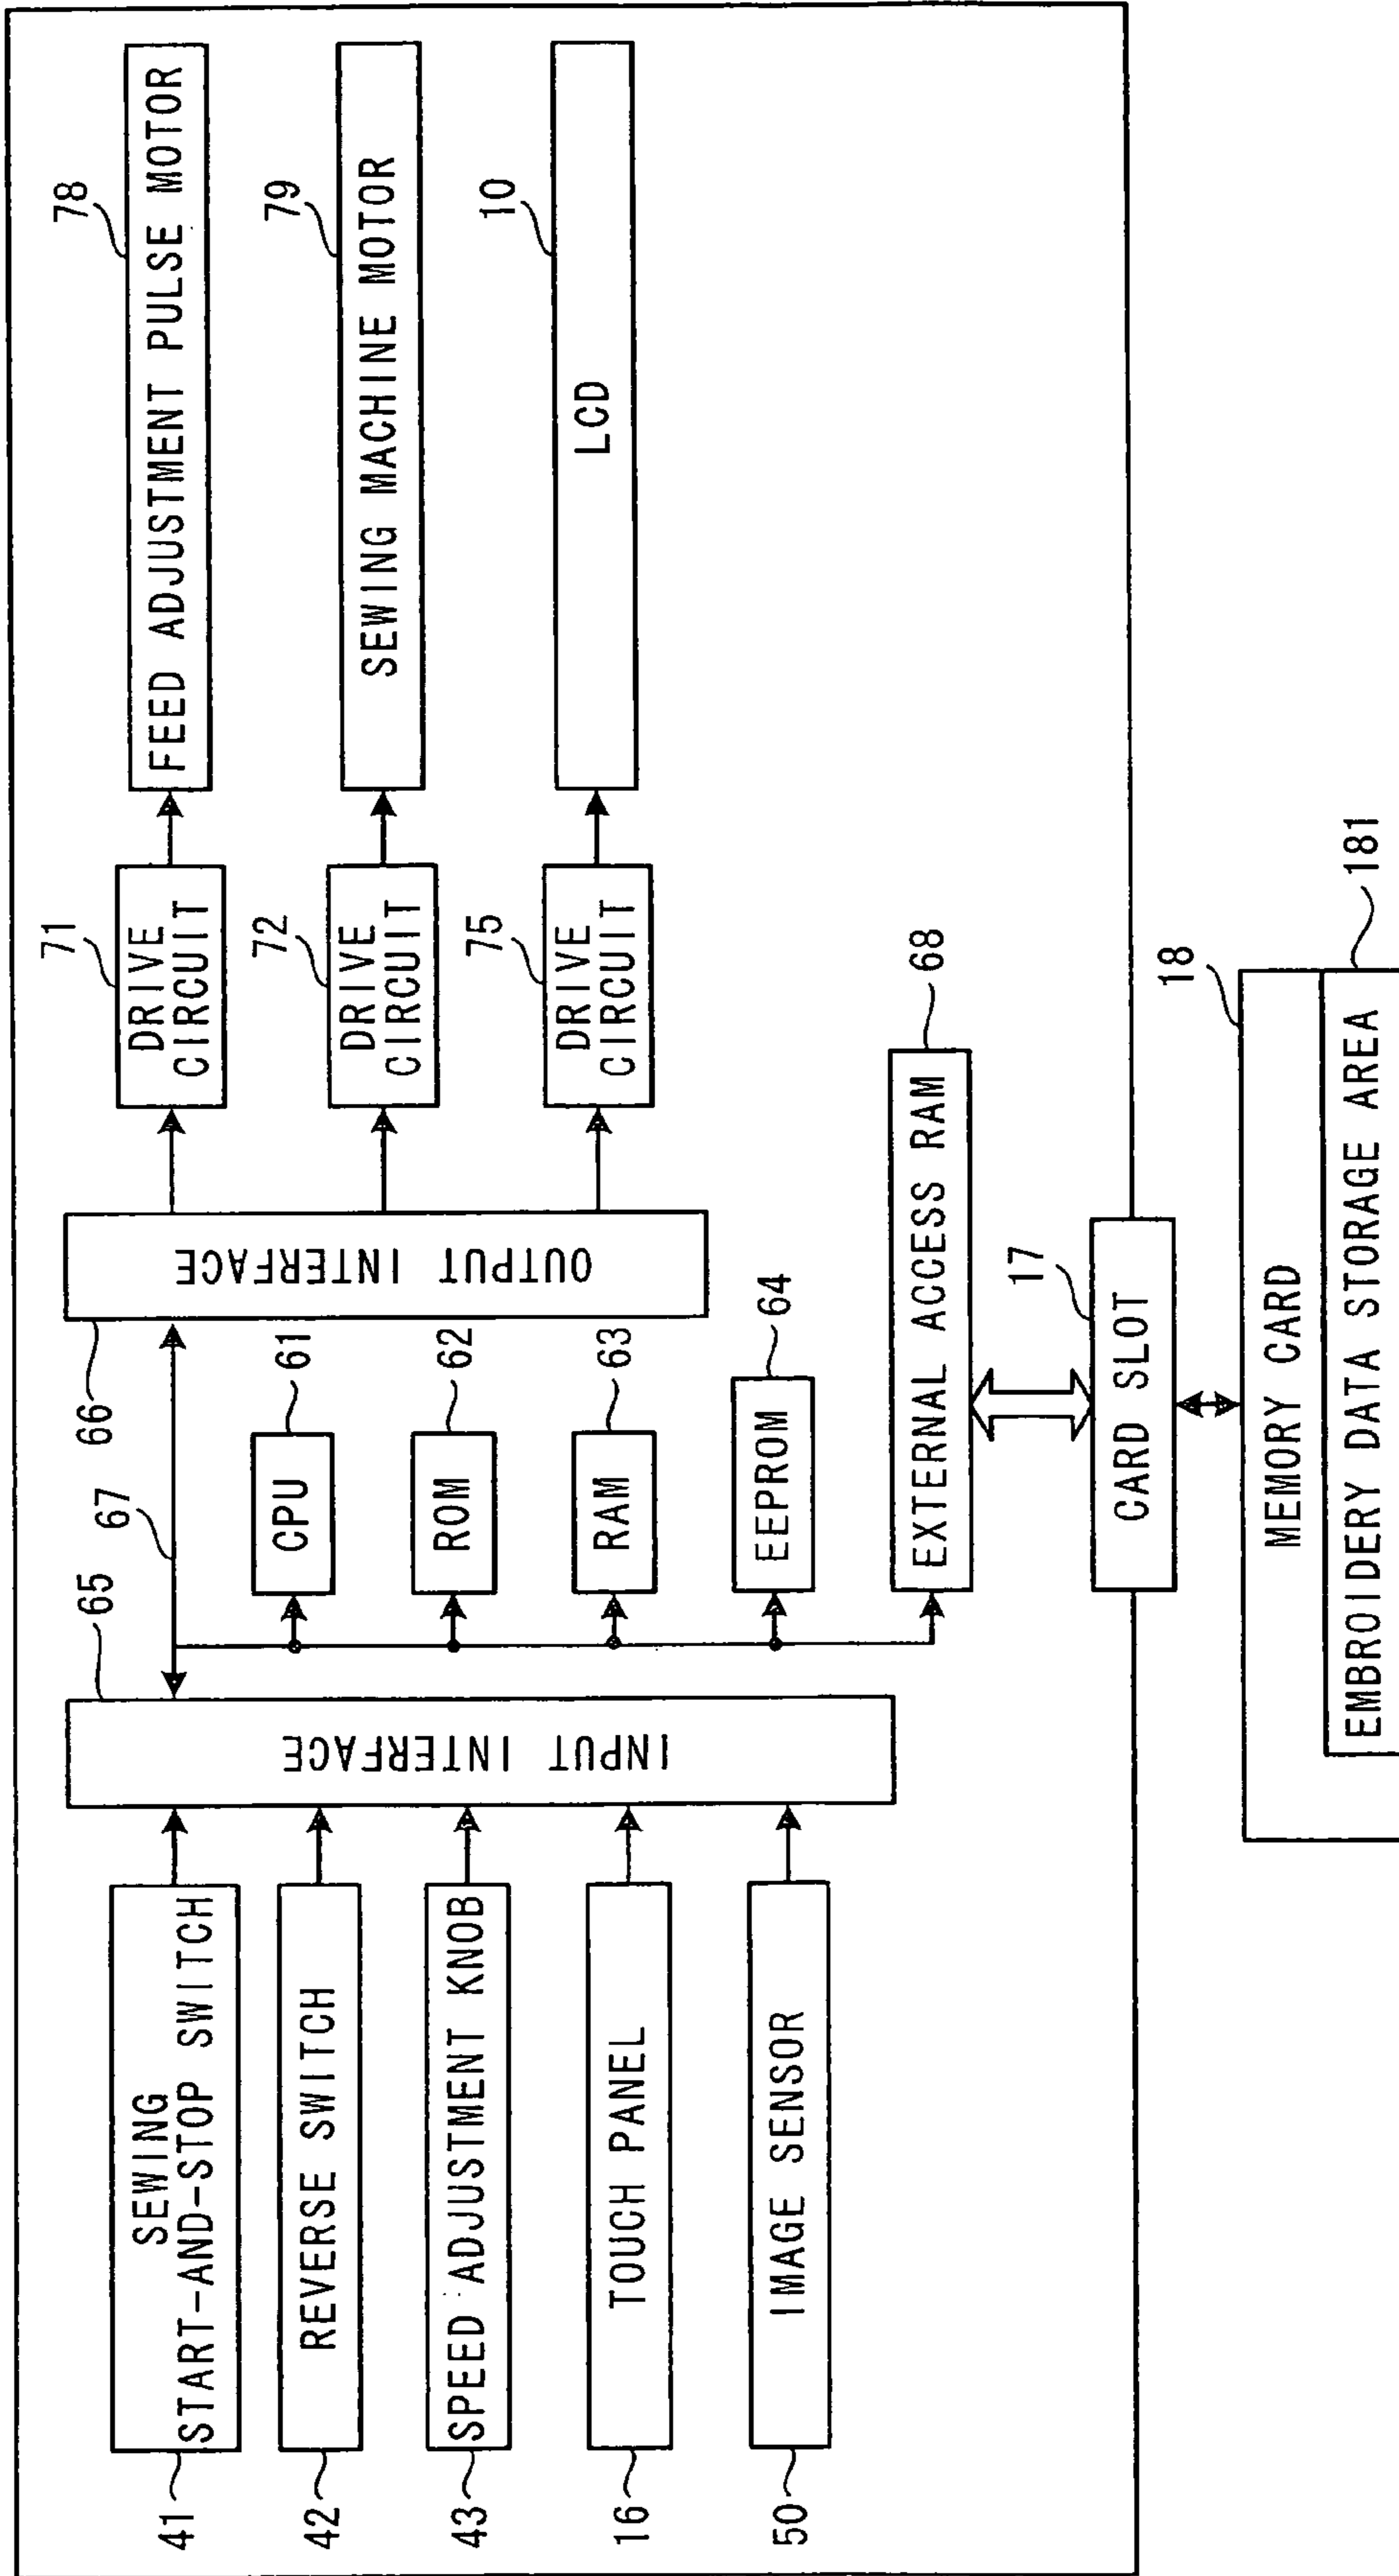 41
SEWING
START-AND-STOP SWITCH
42
REVERSE SWITCH
43
SPEED ADJUSTMENT KNOB
16
TOUCH PANEL
50
IMAGE SENSOR
65
INPUT INTERFACE
67
CPU
61
ROM
62
RAM
63
EEPROM
64
66
OUTPUT INTERFACE
71
DRIVE
CIRCUIT
78
FEED ADJUSTMENT PULSE MOTOR
72
DRIVE
CIRCUIT
79
SEWING MACHINE MOTOR
75
DRIVE
CIRCUIT
10
LCD
EXTERNAL ACCESS RAM
68
17
CARD SLOT
18
MEMORY CARD
EMBROIDERY DATA STORAGE AREA
181